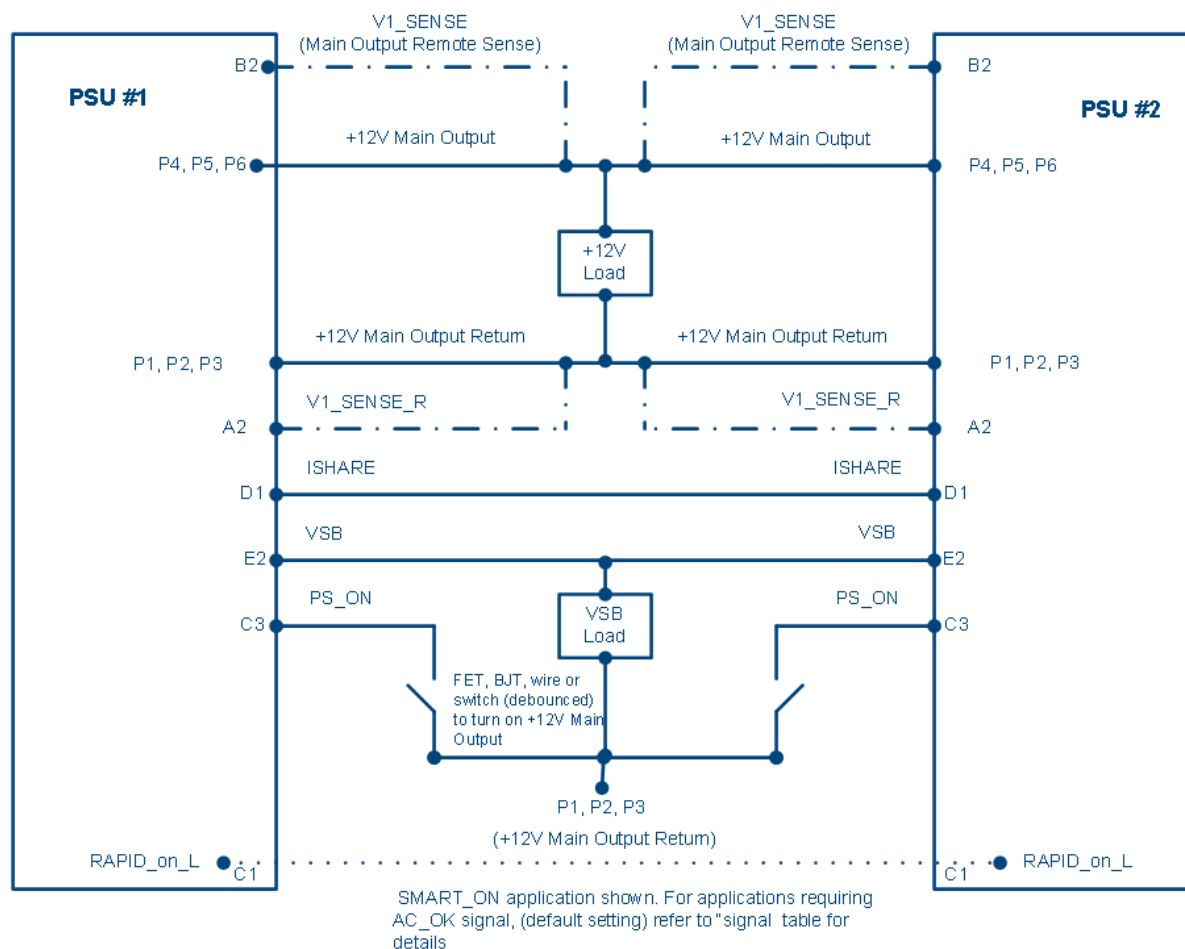 V1_SENSE
(Main Output Remote Sense)
V1_SENSE
(Main Output Remote Sense)
B2
B2
PSU #1
PSU #2
+12V Main Output
+12V Main Output
P4, P5, P6
P4, P5, P6
+12V
Load
+12V Main Output Return
+12V Main Output Return
P1, P2, P3
P1, P2, P3
V1_SENSE_R
V1_SENSE_R
A2
A2
ISHARE
ISHARE
D1
D1
VSB
VSB
E2
E2
PS_ON
PS_ON
VSB
Load
C3
C3
FET, BJT, wire or
switch (debounced)
to turn on +12V Main
Output
P1, P2, P3
(+12V Main Output Return)
RAPID_on_L
C1
RAPID_on_L
C1
SMART_ON application shown. For applications requiring
AC_OK signal, (default setting) refer to "signal table for
details